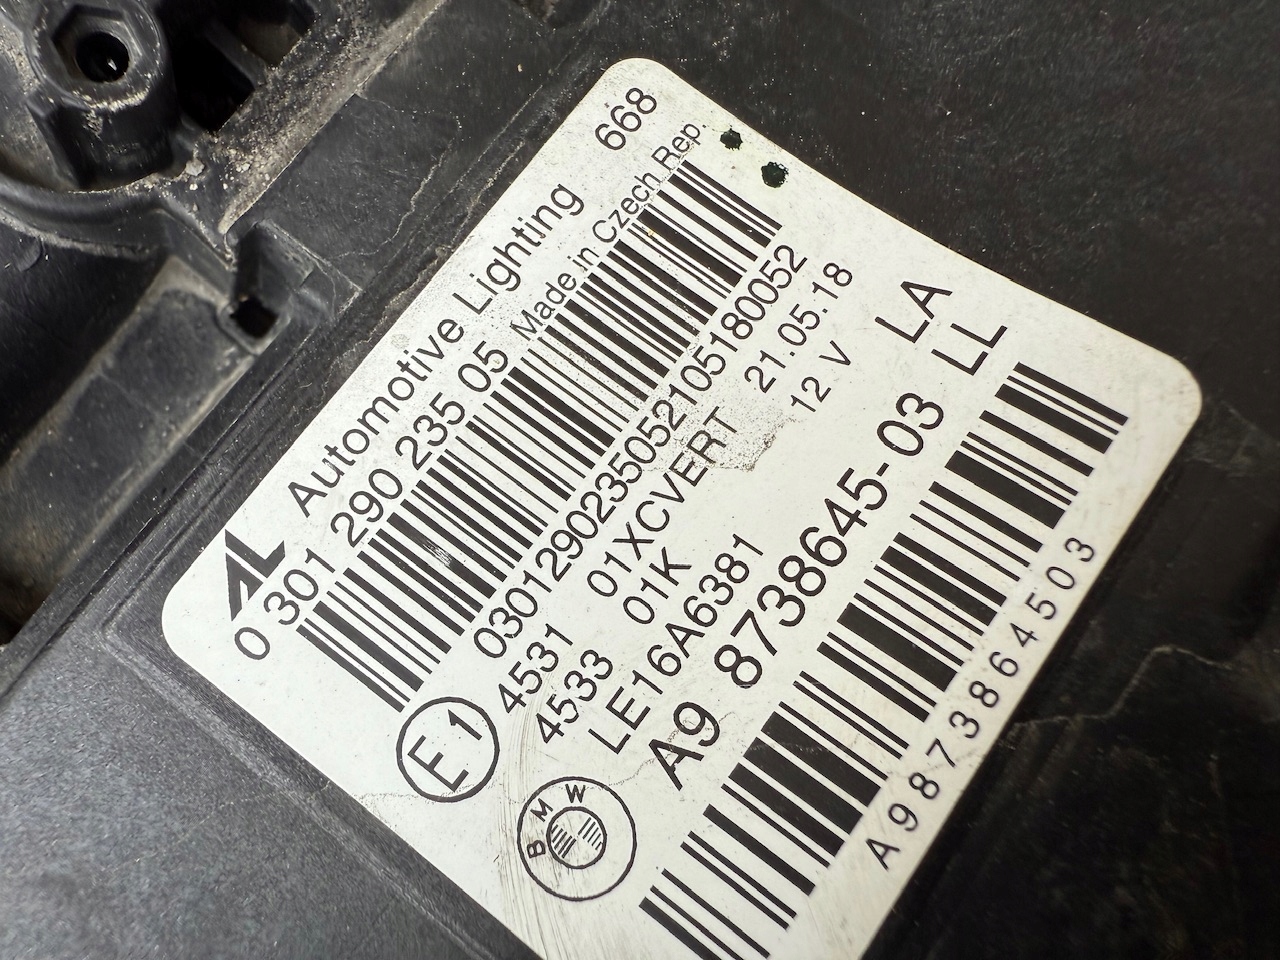 AL Automotive Lighting 668
0 301 290 235 05 Made in Czech Rep.
0301290235052105180052
4531 01XCVERT 21.05.18
4533 01K 12 V
LE16A6381
A9 8738645-03 LA
LL
E1
BMW
A9873864503